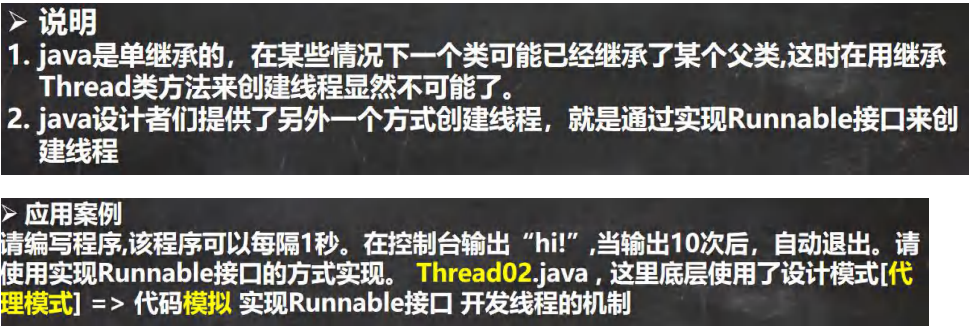 ➢ 说明
1. java是单继承的，在某些情况下一个类可能已经继承了某个父类,这时在用继承
Thread类方法来创建线程显然不可能了。
2. java设计者们提供了另外一个方式创建线程，就是通过实现Runnable接口来创
建线程
➢ 应用案例
请编写程序,该程序可以每隔1秒。在控制台输出“hi!”,当输出10次后，自动退出。请
使用实现Runnable接口的方式实现。 Thread02.java , 这里底层使用了设计模式[代
理模式] => 代码模拟 实现Runnable接口 开发线程的机制